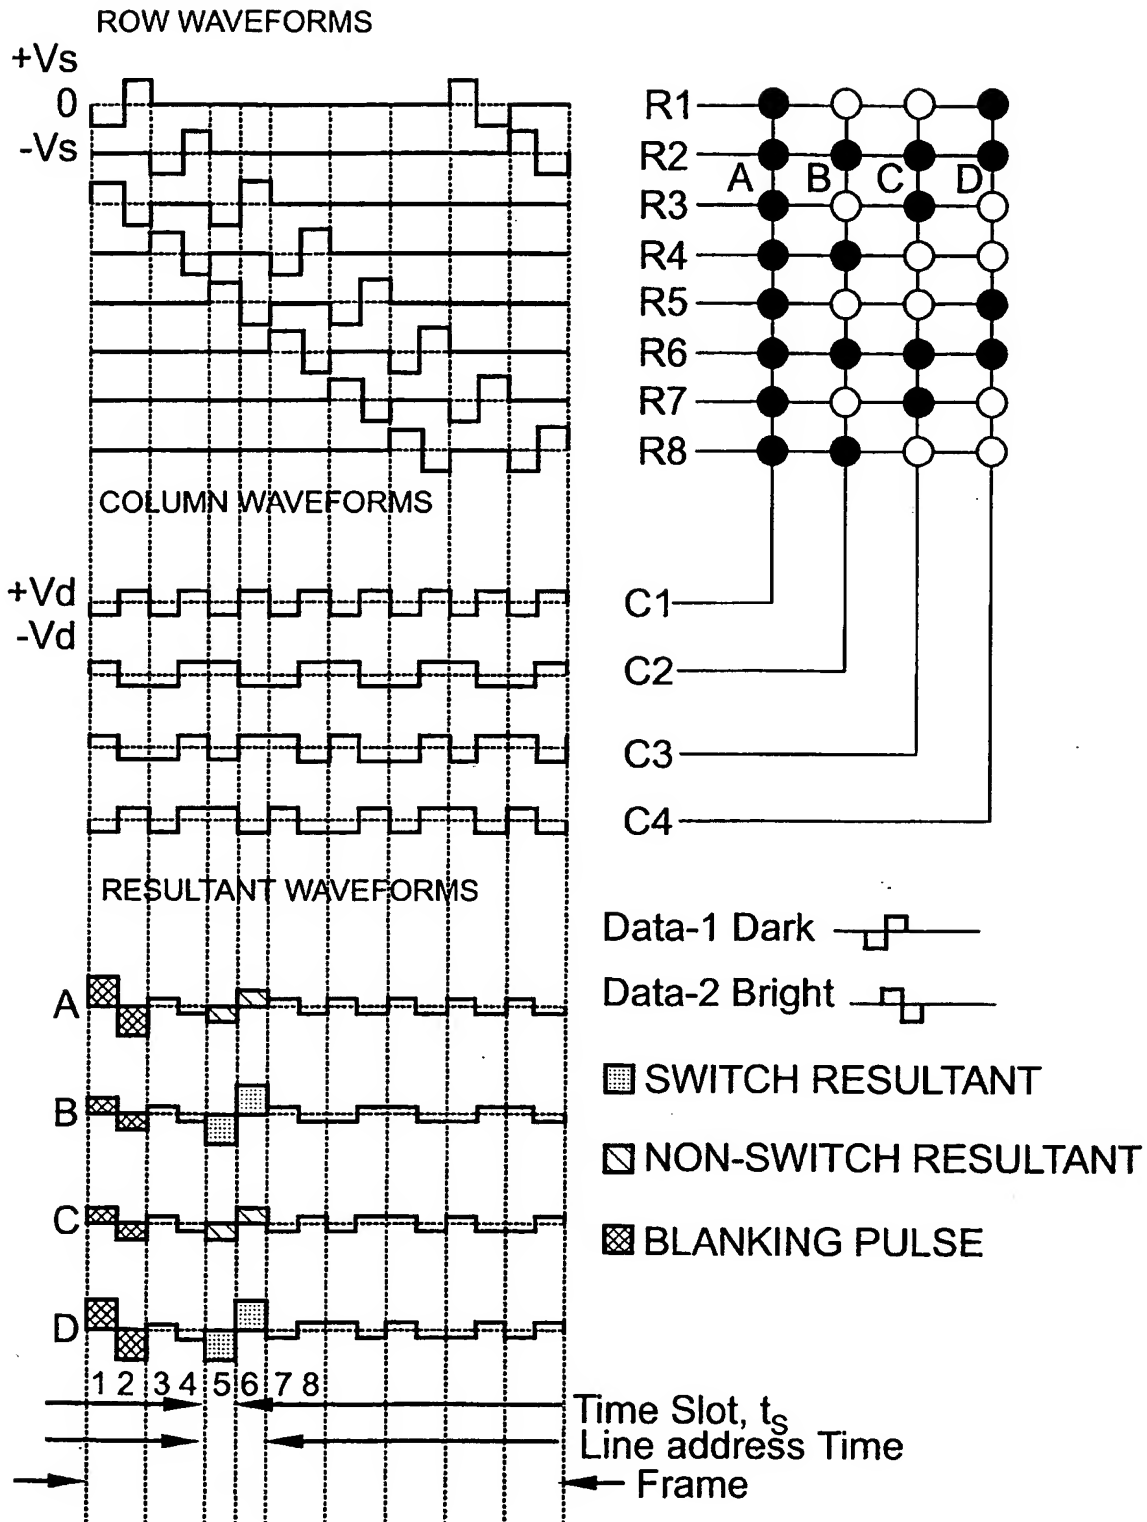 ROW WAVEFORMS
+Vs
0
-Vs
R1
R2
A B C D
R3
R4
R5
R6
R7
R8
COLUMN WAVEFORMS
+Vd
-Vd
C1
C2
C3
C4
RESULTANT WAVEFORMS
Data-1 Dark
Data-2 Bright
A
SWITCH RESULTANT
B
NON-SWITCH RESULTANT
C
BLANKING PULSE
D
1 2 3 4 5 6 7 8
Time Slot, ts
Line address Time
Frame